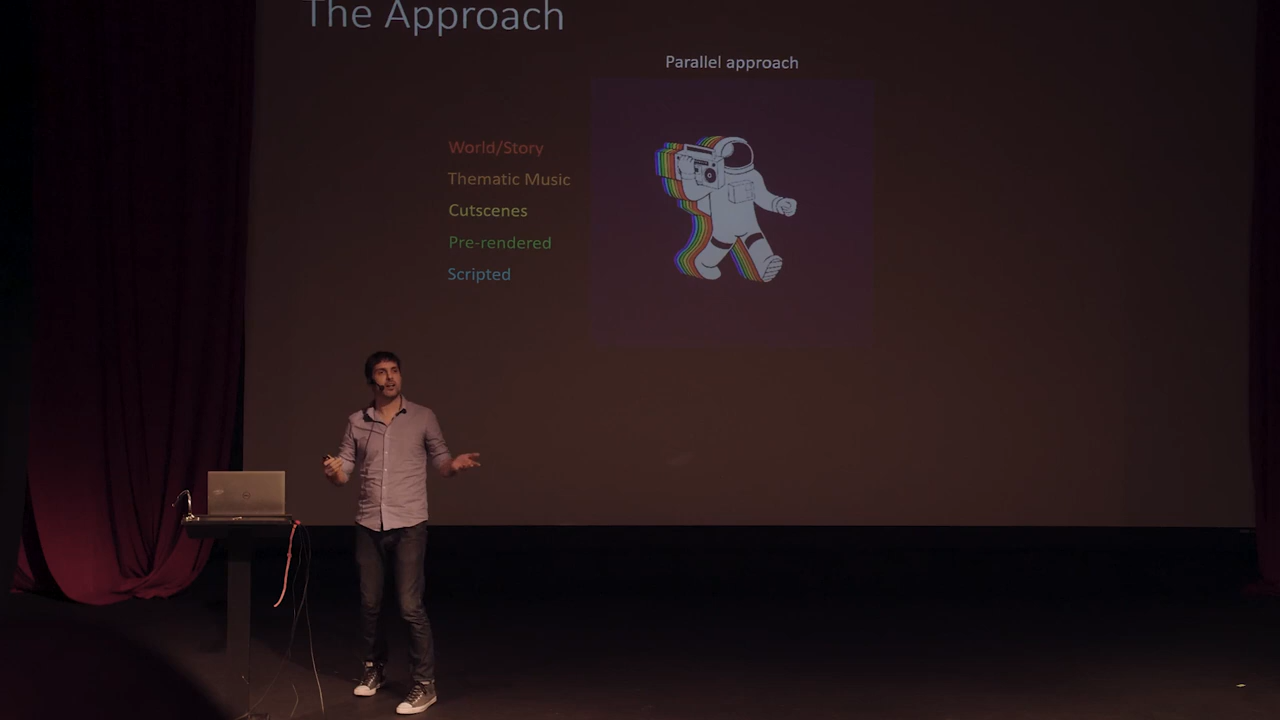 The Approach
Parallel approach
World/Story
Thematic Music
Cutscenes
Pre-rendered
Scripted